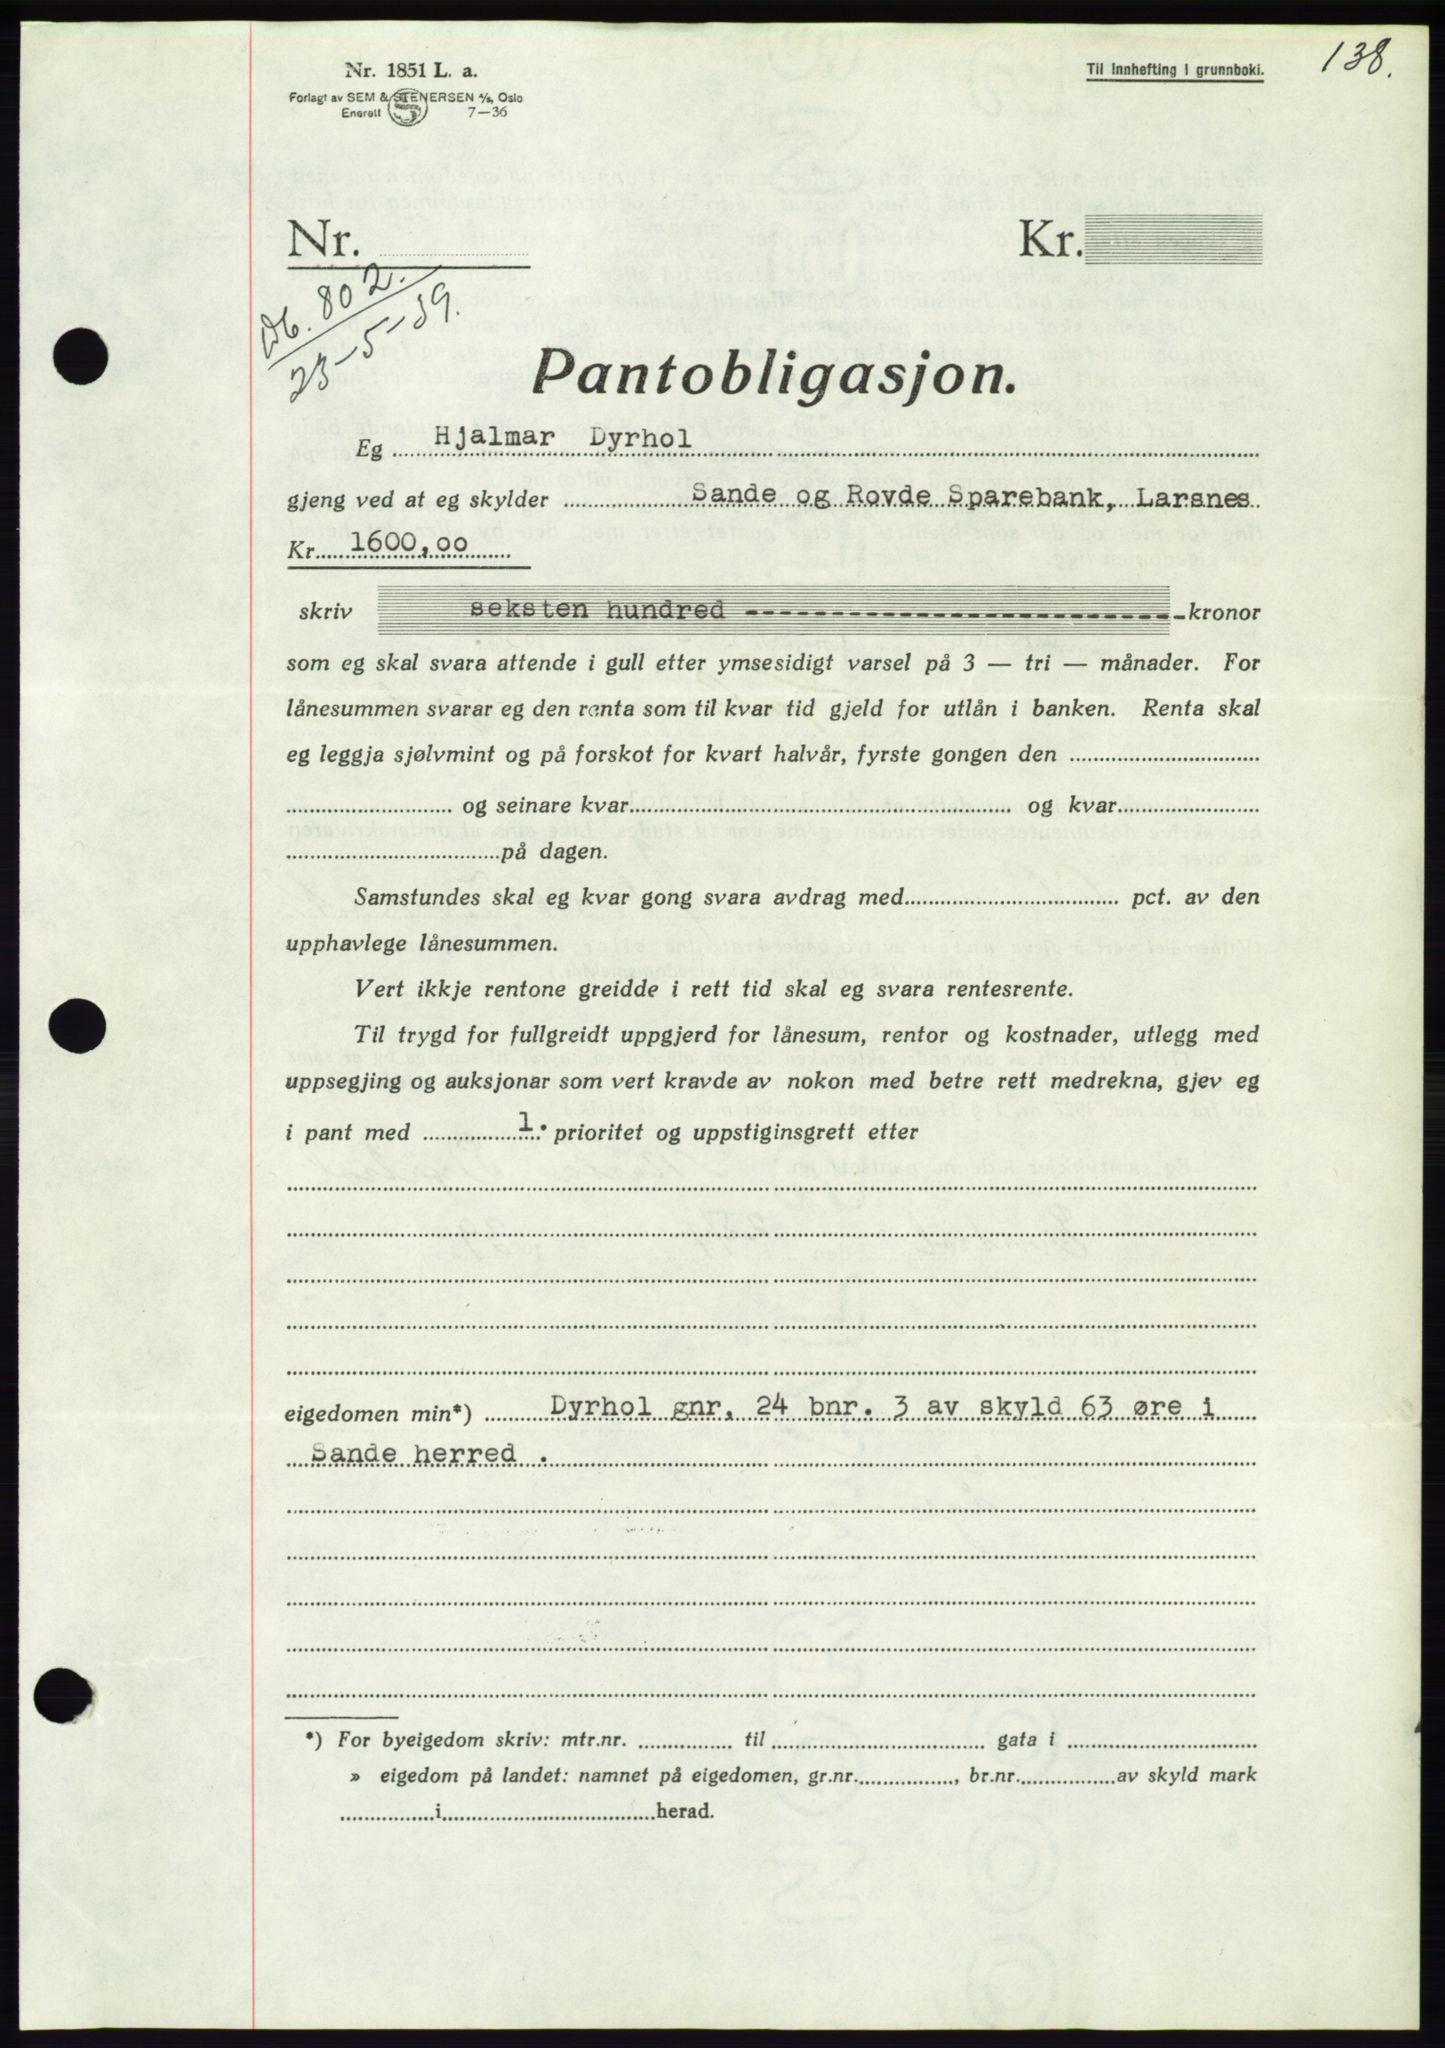 138.
Nr. 1851 L. a.
Til innhefting i grunnboki.
Forlagt av SEM & STENERSEN A/S, Oslo
Enerett 7—36
Nr. ........ Kr.
Db. 802.
23-5-39.
Pantobligasjon.
Eg Hjalmar Dyrhol
gjeng ved at eg skylder Sande og Rovde Sparebank, Larsnes
Kr. 1600,00
skriv seksten hundred -------------------------- kronor
som eg skal svara attende i gull etter ymsesidigt varsel på 3 — tri — månader. For
lånesummen svarar eg den renta som til kvar tid gjeld for utlån i banken. Renta skal
eg leggja sjølvmint og på forskot for kvart halvår, fyrste gongen den ........
........ og seinare kvar........ og kvar........
........på dagen.
Samstundes skal eg kvar gong svara avdrag med........ pct. av den
upphavlege lånesummen.
Vert ikkje rentone greidde i rett tid skal eg svara rentesrente.
Til trygd for fullgreidt uppgjerd for lånesum, rentor og kostnader, utlegg med
uppsegjing og auksjonar som vert kravde av nokon med betre rett medrekna, gjev eg
i pant med ........1. prioritet og uppstiginsgrett etter
eigedomen min*) Dyrhol gnr, 24 bnr. 3 av skyld 63 øre i
Sande herred .
*) For byeigedom skriv: mtr.nr. ........ til ........ gata i ........
» eigedom på landet: namnet på eigedomen, gr.nr........, br.nr.........av skyld mark
........i........herad.